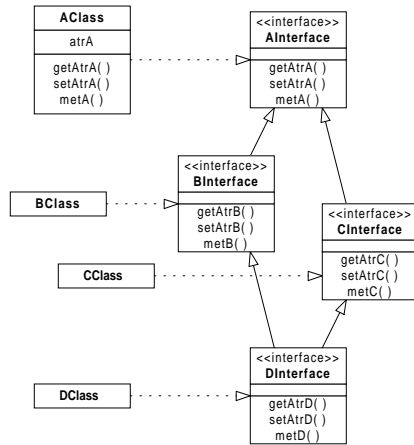 AClass
atrA
getAtrA( )
setAtrA( )
metA( )
<<interface>>
AInterface
getAtrA( )
setAtrA( )
metA( )
<<interface>>
BInterface
getAtrB( )
setAtrB( )
metB( )
BClass
<<interface>>
CInterface
getAtrC( )
setAtrC( )
metC( )
CClass
<<interface>>
DInterface
getAtrD( )
setAtrD( )
metD( )
DClass